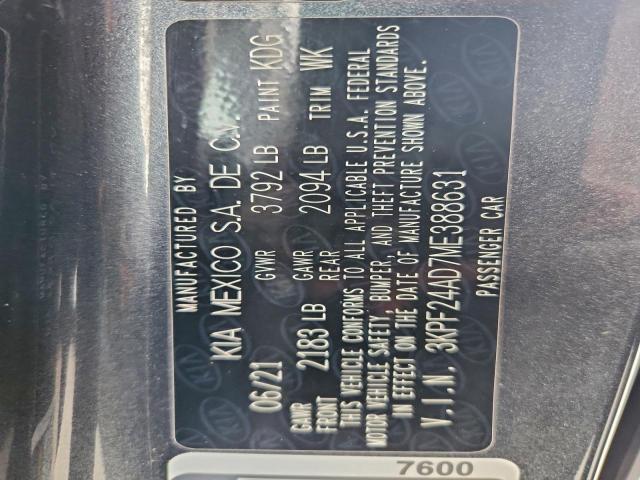 MANUFACTURED BY
KIA MEXICO S.A. DE C.V.
06/21 GVWR 3792 LB PAINT KDG
GAWR FRONT 2183 LB GAWR REAR 2094 LB TRIM WK
THIS VEHICLE CONFORMS TO ALL APPLICABLE U.S.A. FEDERAL
MOTOR VEHICLE SAFETY, BUMPER, AND THEFT PREVENTION STANDARDS
IN EFFECT ON THE DATE OF MANUFACTURE SHOWN ABOVE.
V.I.N. 3KPF24AD7ME388631
PASSENGER CAR
7600